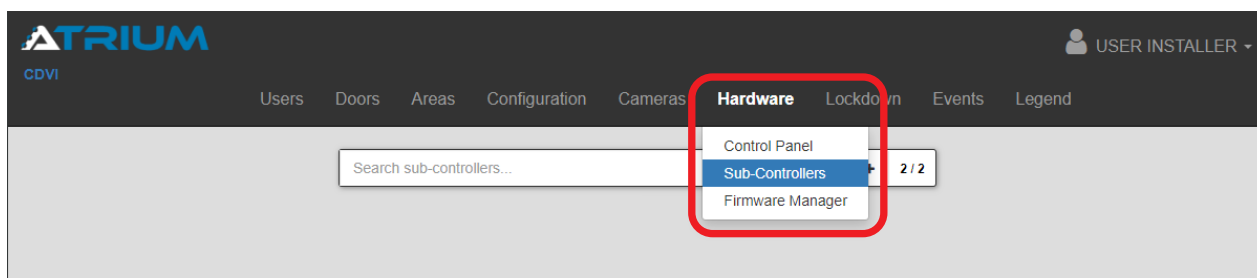 ATRIUM
USER INSTALLER
CDVI
Users Doors Areas Configuration Cameras Hardware Lockdown Events Legend
Control Panel
Search sub-controllers... Sub-Controllers + 2 / 2
Firmware Manager